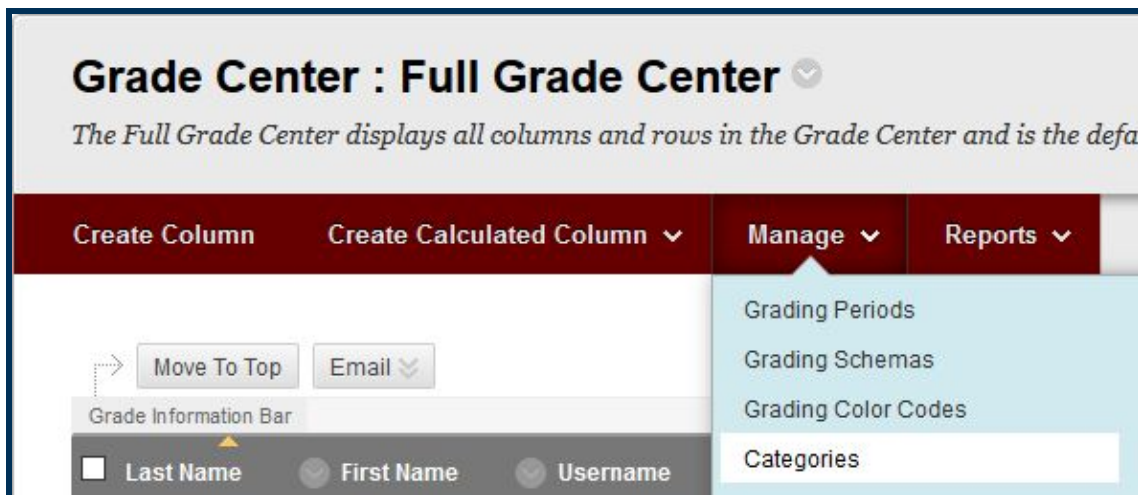 Grade Center : Full Grade Center
The Full Grade Center displays all columns and rows in the Grade Center and is the defa
Create Column Create Calculated Column Manage Reports
Grading Periods
Grading Schemas
Grading Color Codes
Categories
Move To Top Email
Grade Information Bar
Last Name First Name Username